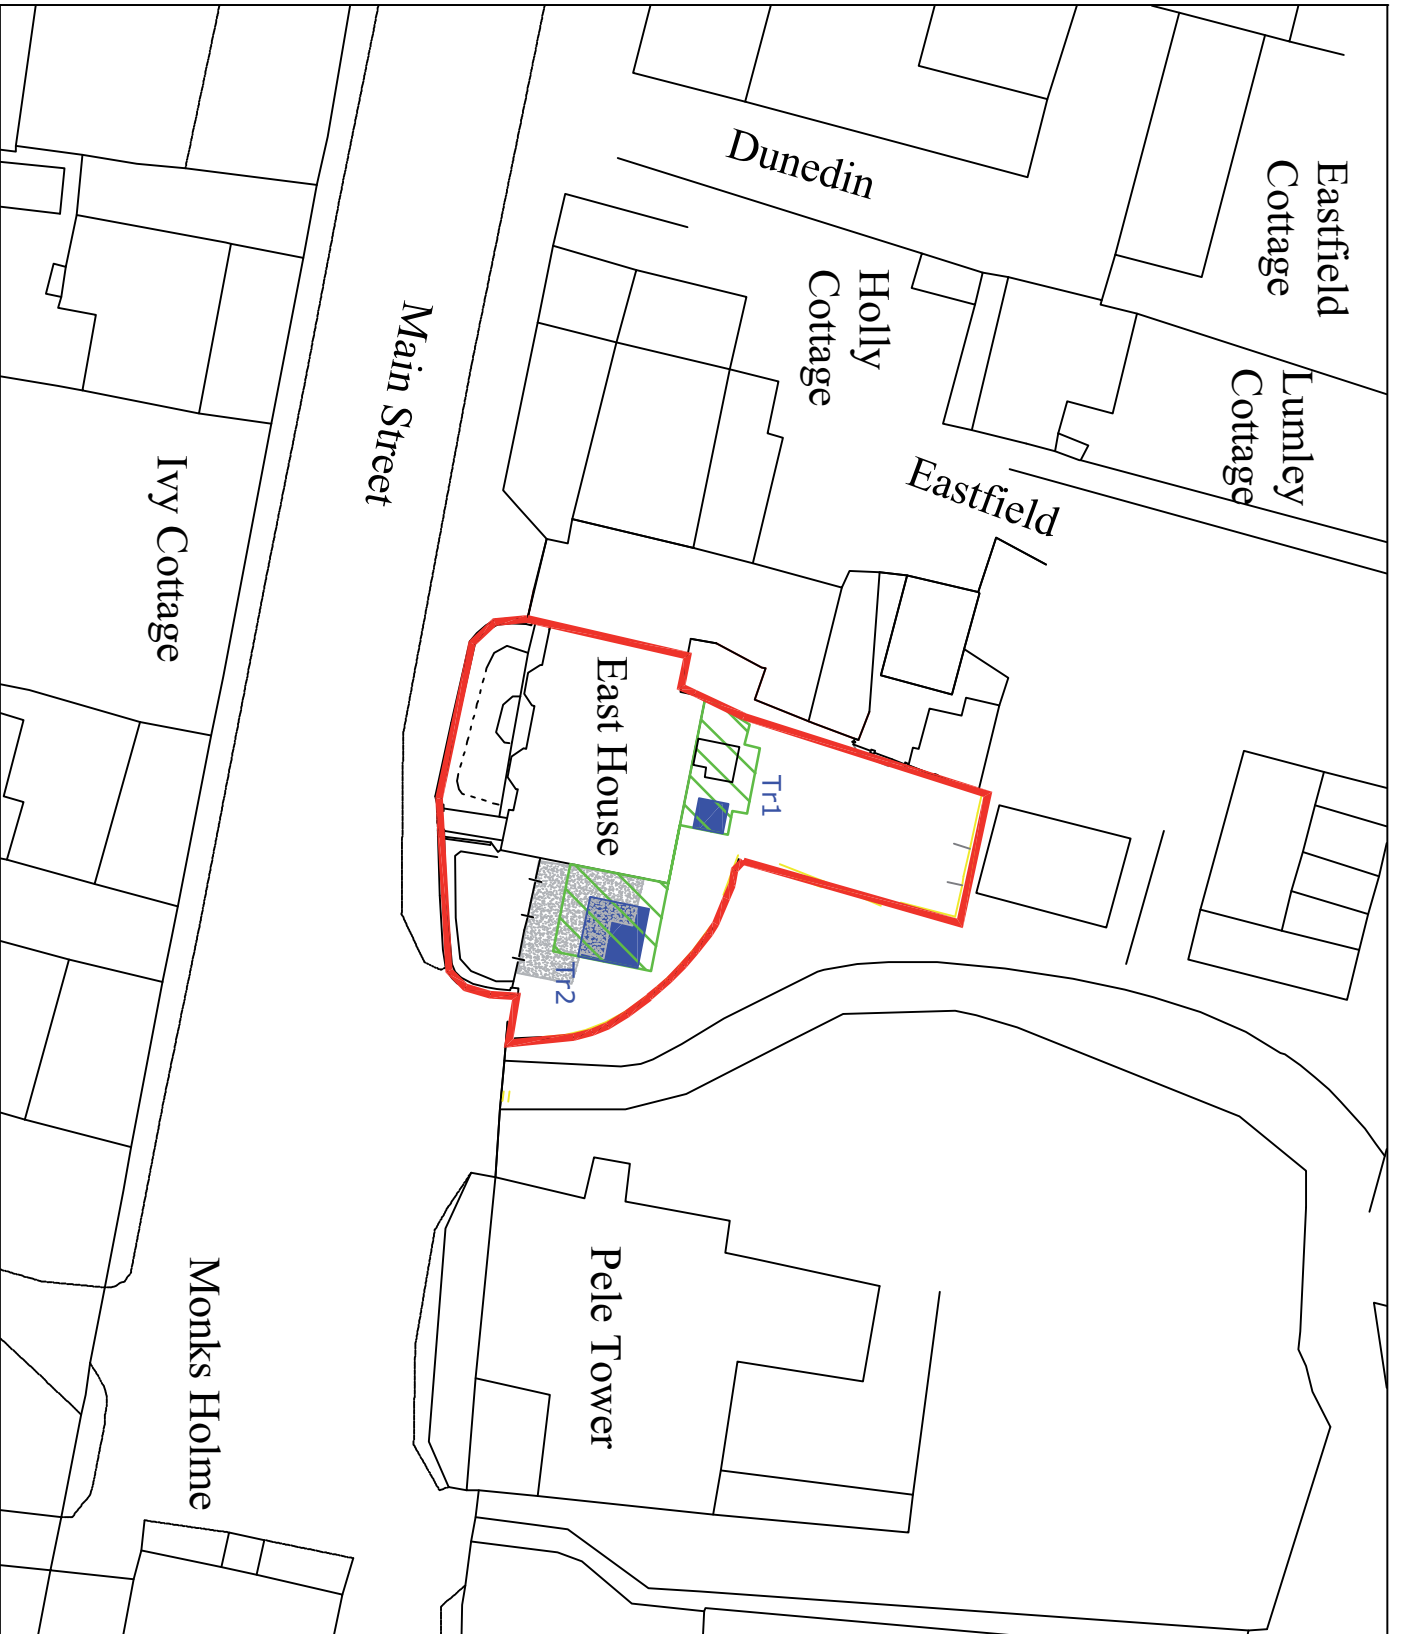 Eastfield
Cottage
Lumley
Cottage
Dunedin
Holly
Cottage
Eastfield
Main Street
Ivy Cottage
East House
Tr1
Tr2
Pele Tower
Monks Holme